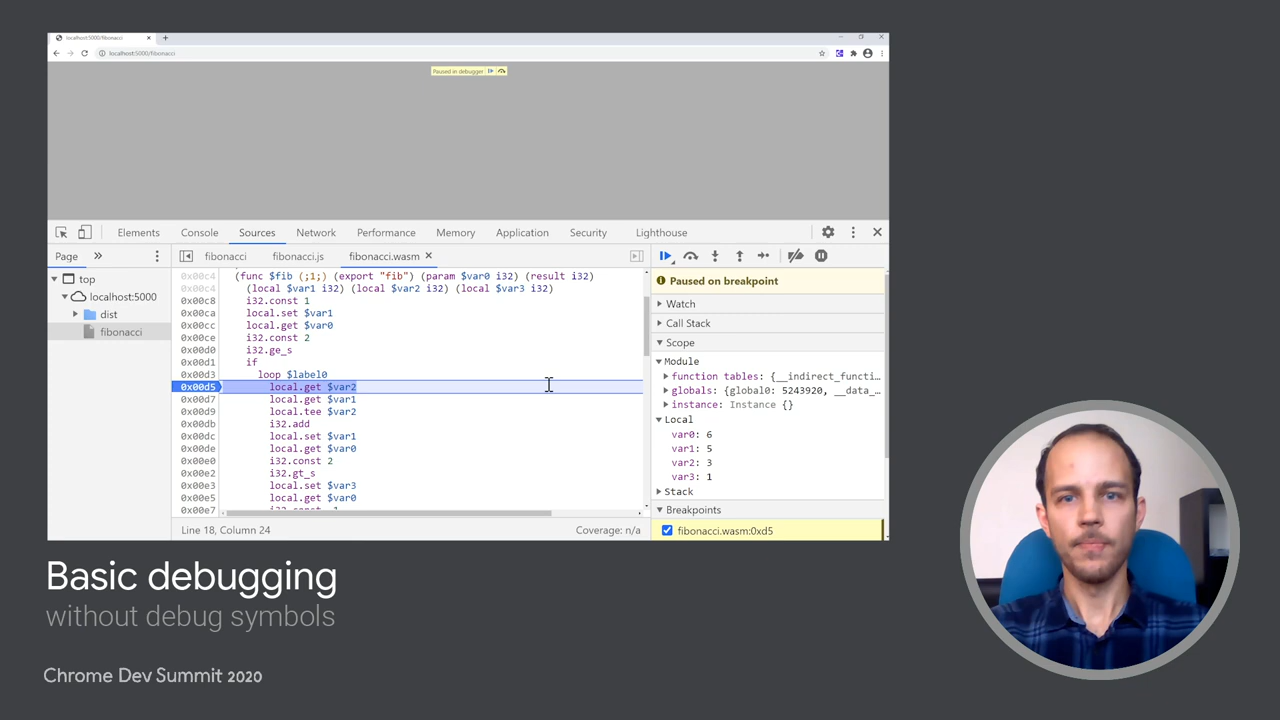 localhost:5000/fibonacci
localhost:5000/fibonacci
Paused in debugger
Elements Console Sources Network Performance Memory Application Security Lighthouse
Page » fibonacci fibonacci.js fibonacci.wasm
top
localhost:5000
dist
fibonacci
0x00c4 (func $fib (;1;) (export "fib") (param $var0 i32) (result i32)
0x00c4 (local $var1 i32) (local $var2 i32) (local $var3 i32)
0x00c8 i32.const 1
0x00ca local.set $var1
0x00cc local.get $var0
0x00ce i32.const 2
0x00d0 i32.ge_s
0x00d1 if
0x00d3 loop $label0
0x00d5 local.get $var2
0x00d7 local.get $var1
0x00d9 local.tee $var2
0x00db i32.add
0x00dc local.set $var1
0x00de local.get $var0
0x00e0 i32.const 2
0x00e2 i32.gt_s
0x00e3 local.set $var3
0x00e5 local.get $var0
0x00e7
Line 18, Column 24 Coverage: n/a
Paused on breakpoint
Watch
Call Stack
Scope
Module
function tables: {__indirect_functi…
globals: {global0: 5243920, __data_…
instance: Instance {}
Local
var0: 6
var1: 5
var2: 3
var3: 1
Stack
Breakpoints
fibonacci.wasm:0xd5
Basic debugging
without debug symbols
Chrome Dev Summit 2020